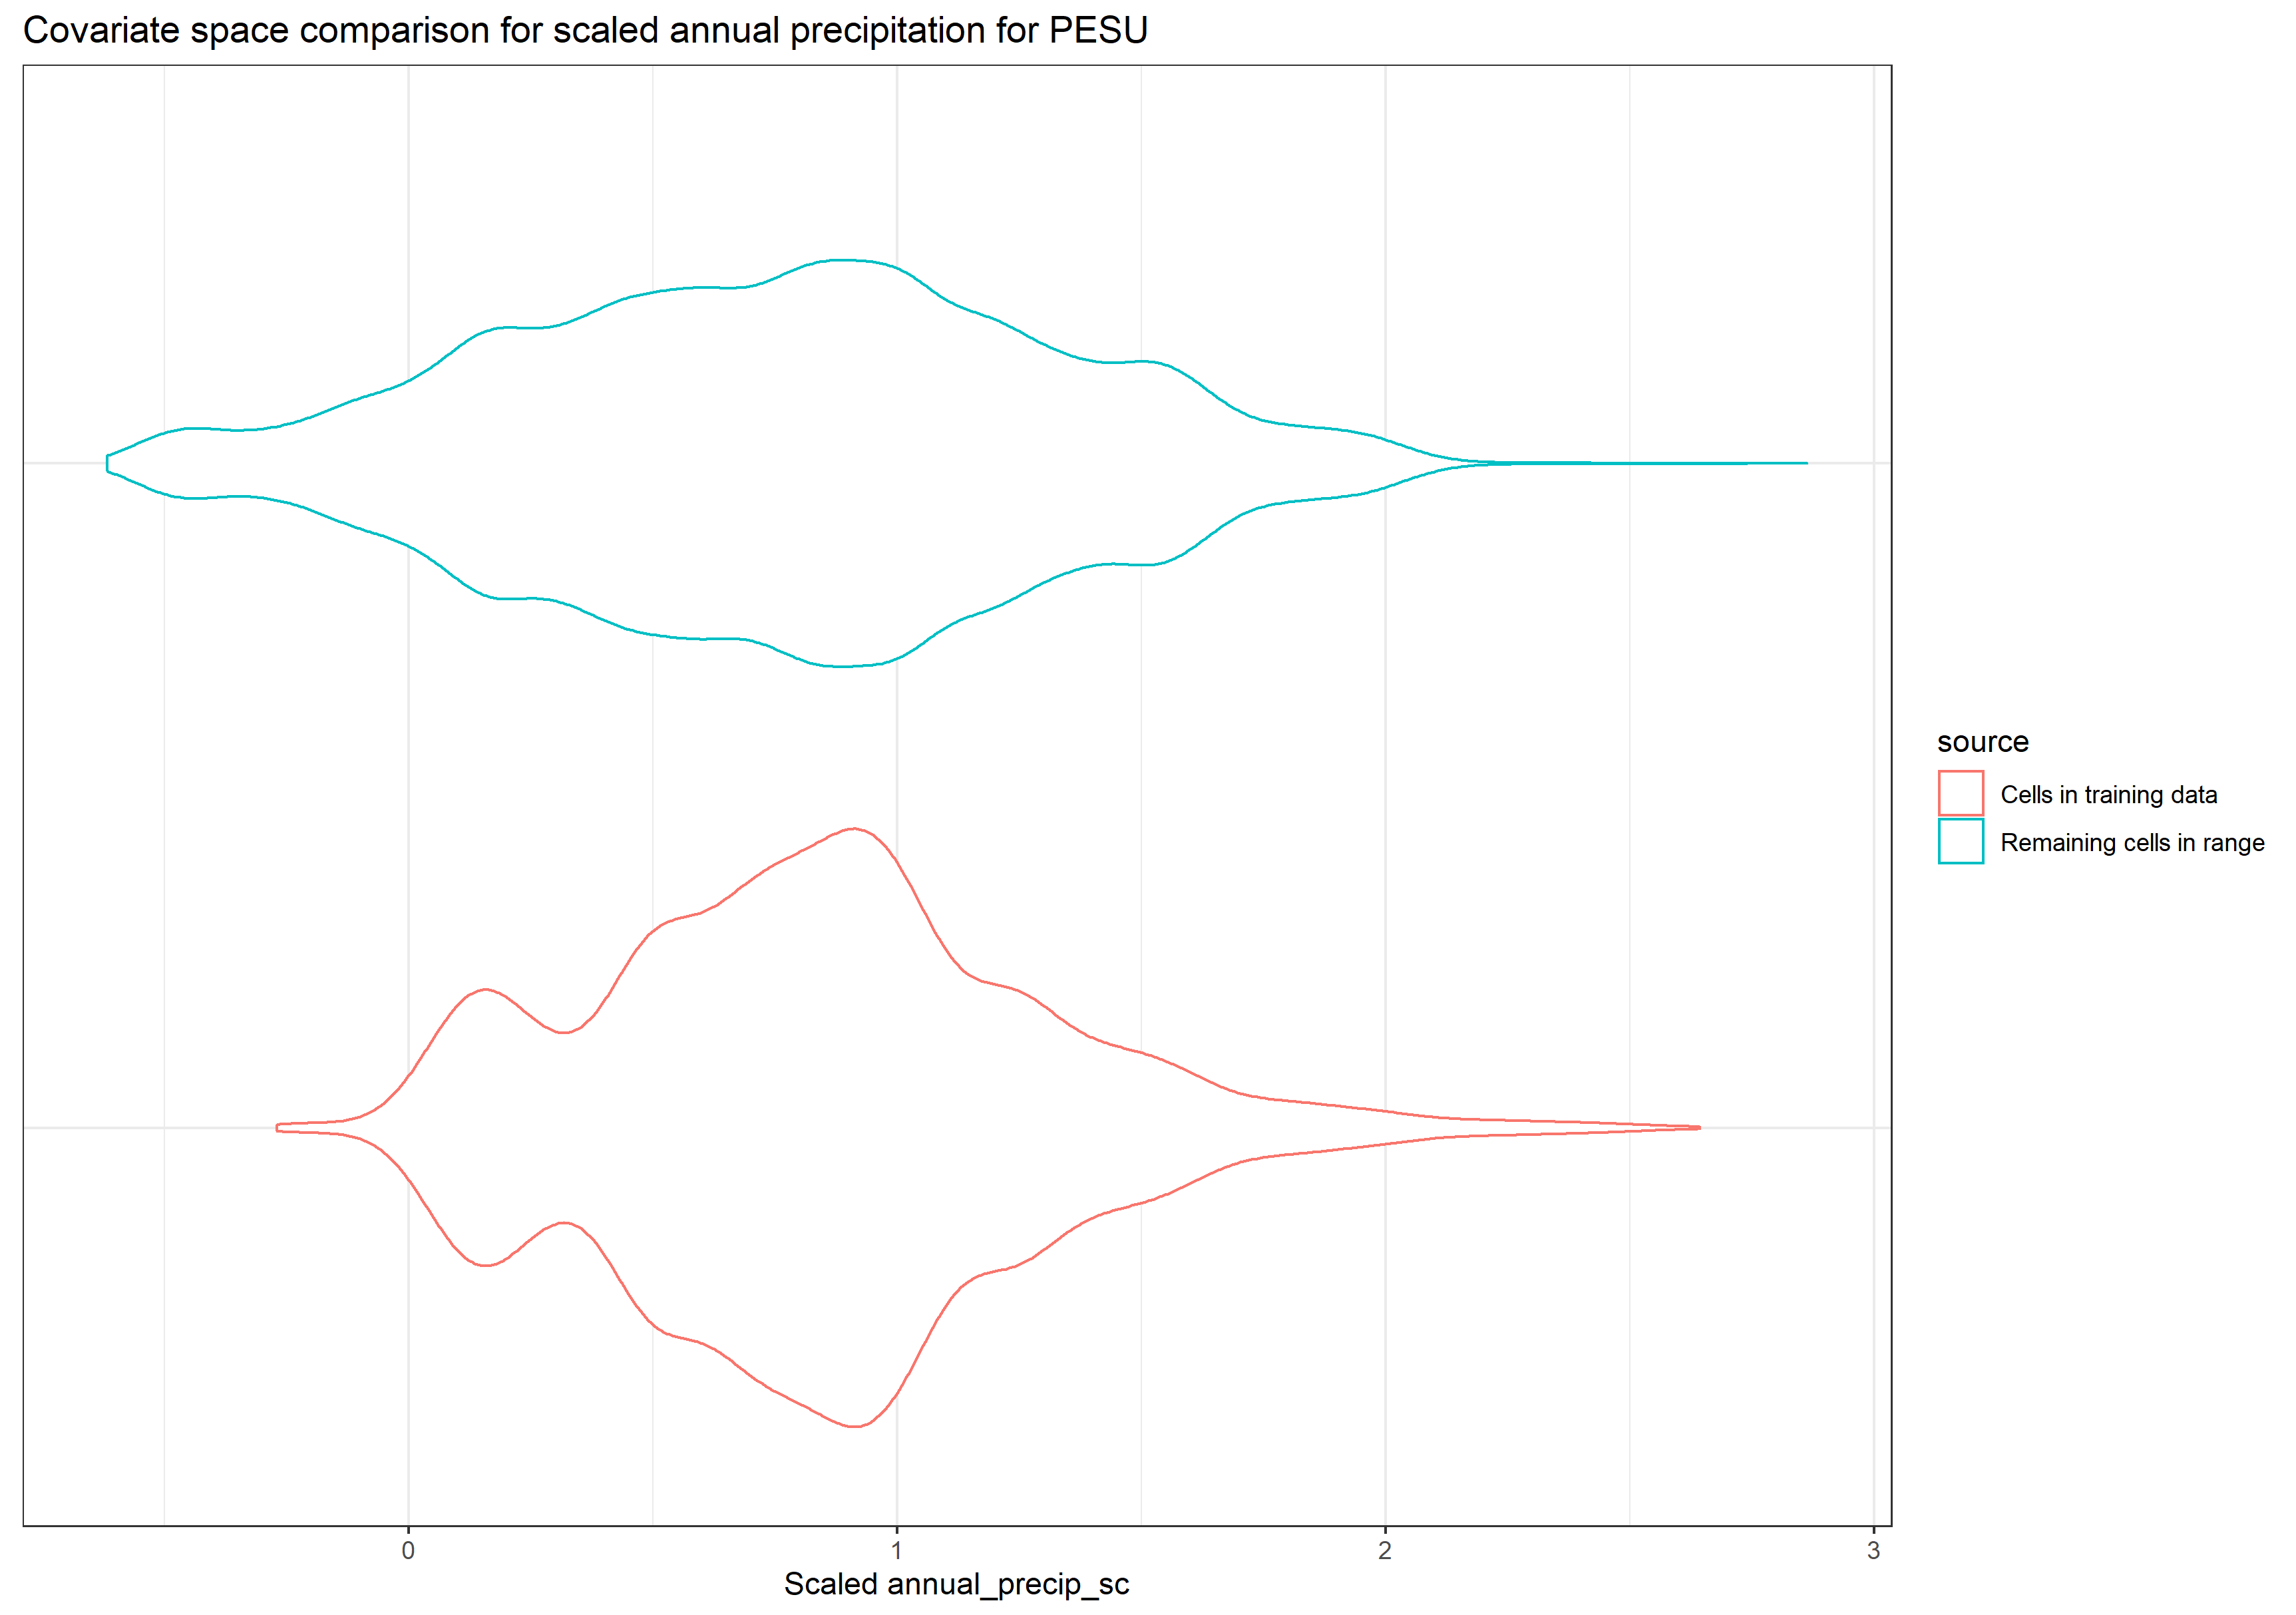 Covariate space comparison for scaled annual precipitation for PESU
source
Cells in training data
Remaining cells in range
0 1 2 3
Scaled annual_precip_sc